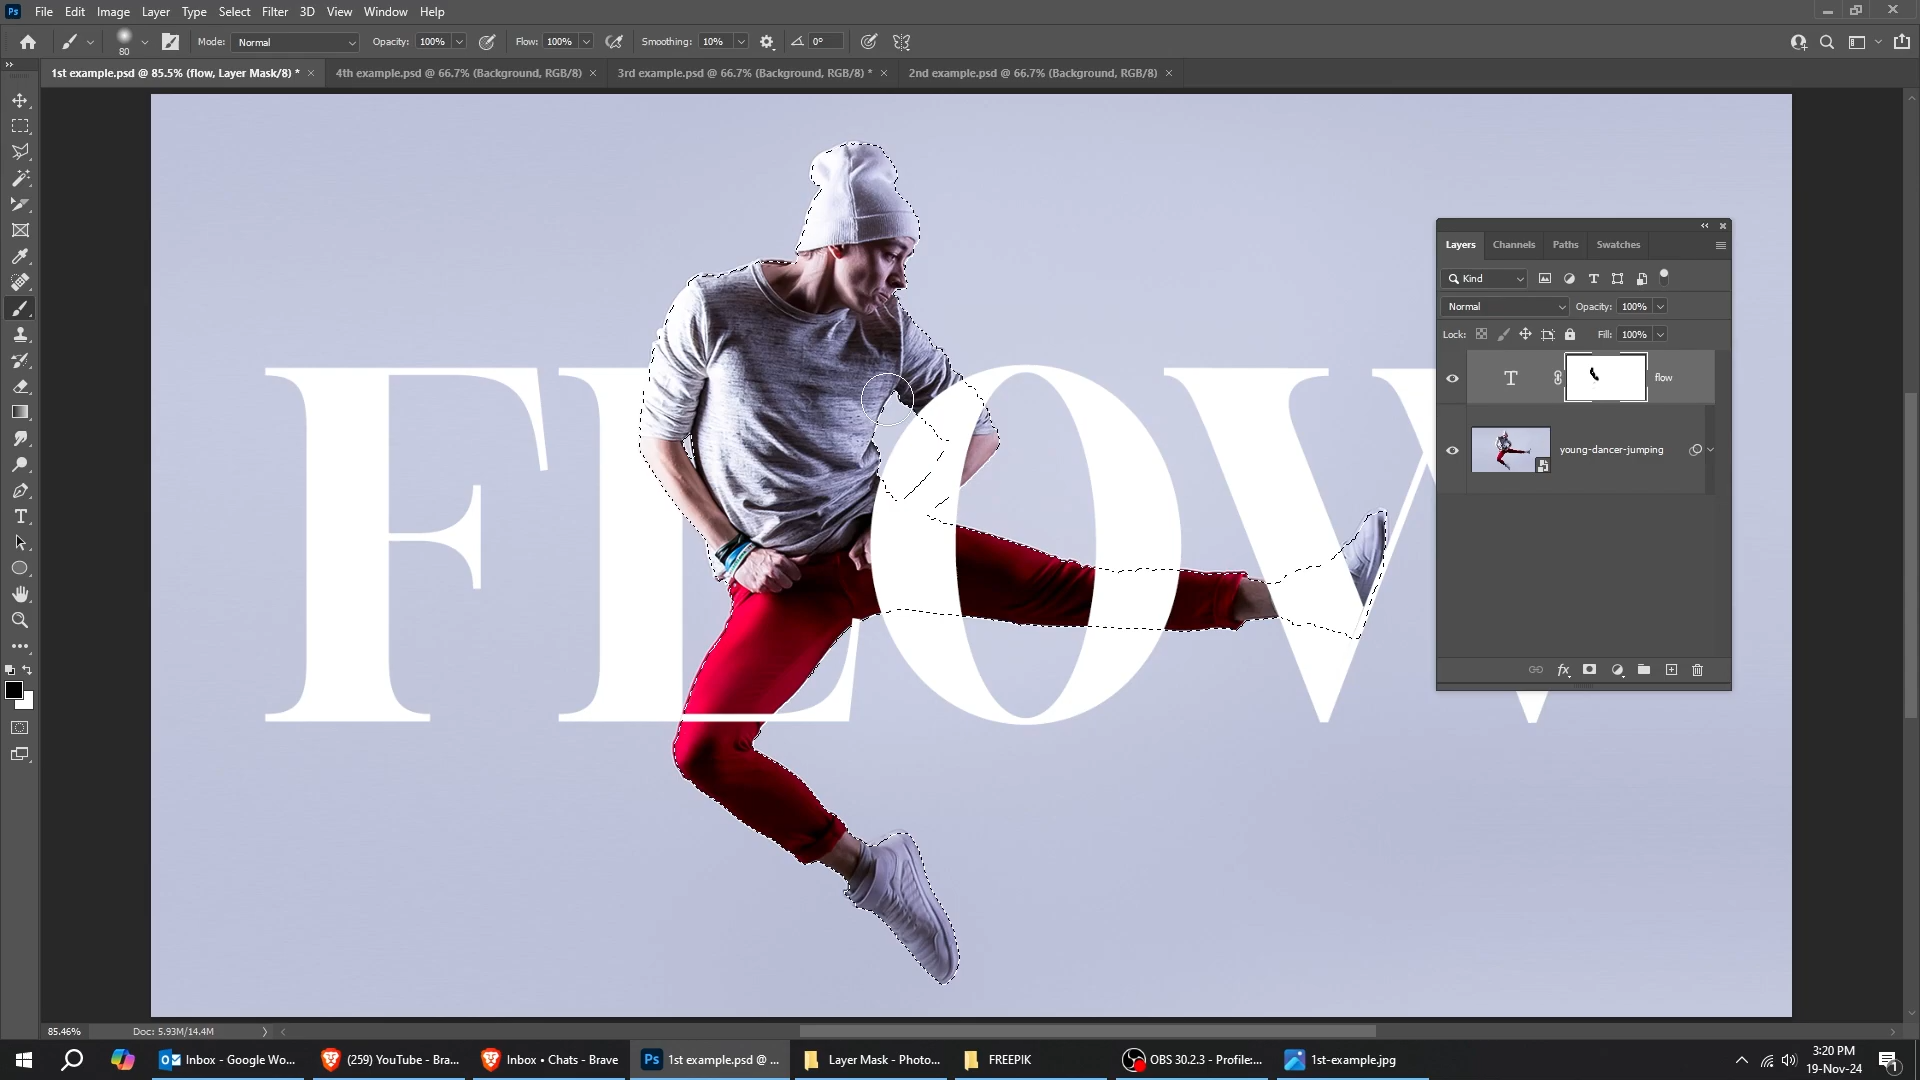 Ps File Edit Image Layer Type Select Filter 3D View Window Help
80 Mode: Normal Opacity: 100% Flow: 100% Smoothing: 10% 0°
1st example.psd @ 85.5% (flow, Layer Mask/8) * × 4th example.psd @ 66.7% (Background, RGB/8) × 3rd example.psd @ 66.7% (Background, RGB/8) * × 2nd example.psd @ 66.7% (Background, RGB/8) ×
FLOW
Layers Channels Paths Swatches
Kind
Normal Opacity: 100%
Lock: Fill: 100%
T flow
young-dancer-jumping
fx
85.46% Doc: 5.93M/14.4M
Inbox - Google Wo... (259) YouTube - Bra... Inbox • Chats - Brave Ps 1st example.psd @ ... Layer Mask - Photo... FREEPIK OBS 30.2.3 - Profile:... 1st-example.jpg
3:20 PM
19-Nov-24
1